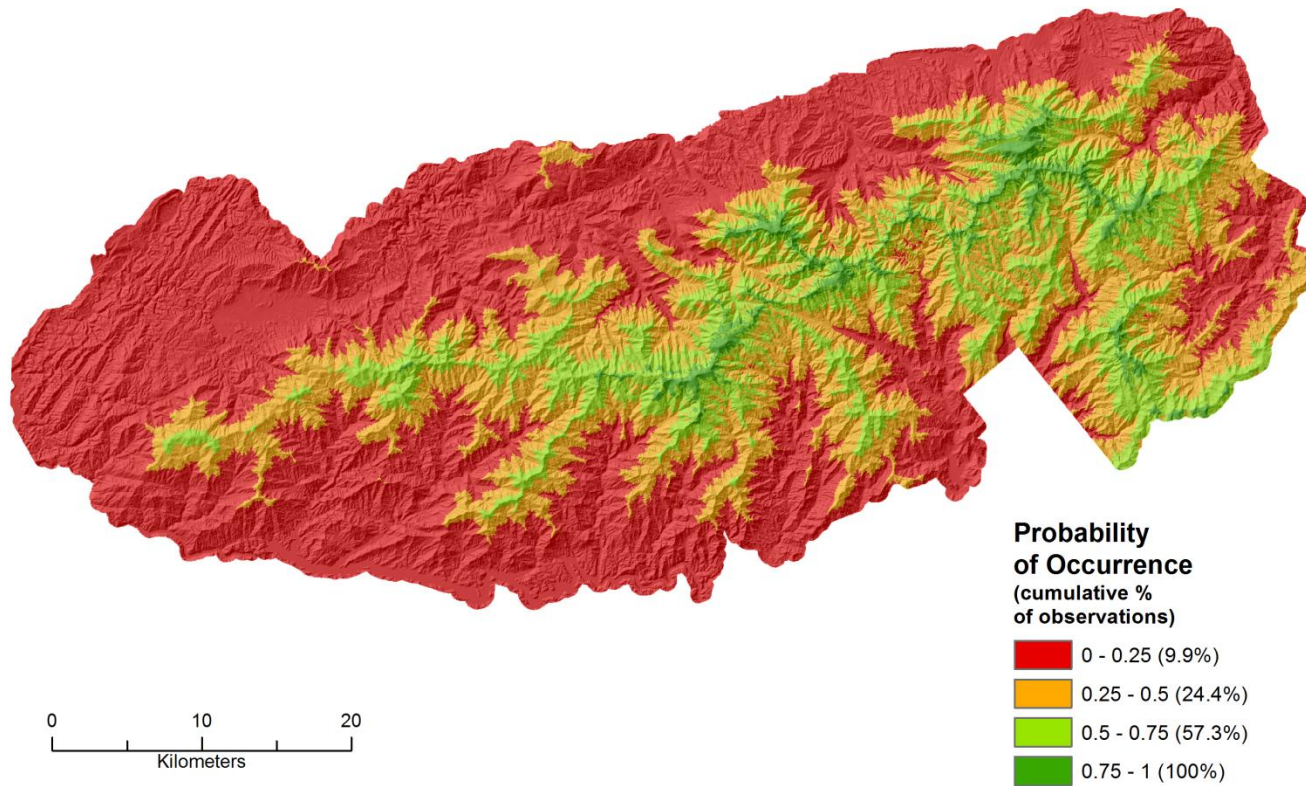 Probability
of Occurrence
(cumulative %
of observations)
0 - 0.25 (9.9%)
0.25 - 0.5 (24.4%)
0.5 - 0.75 (57.3%)
0.75 - 1 (100%)
0 10 20
Kilometers